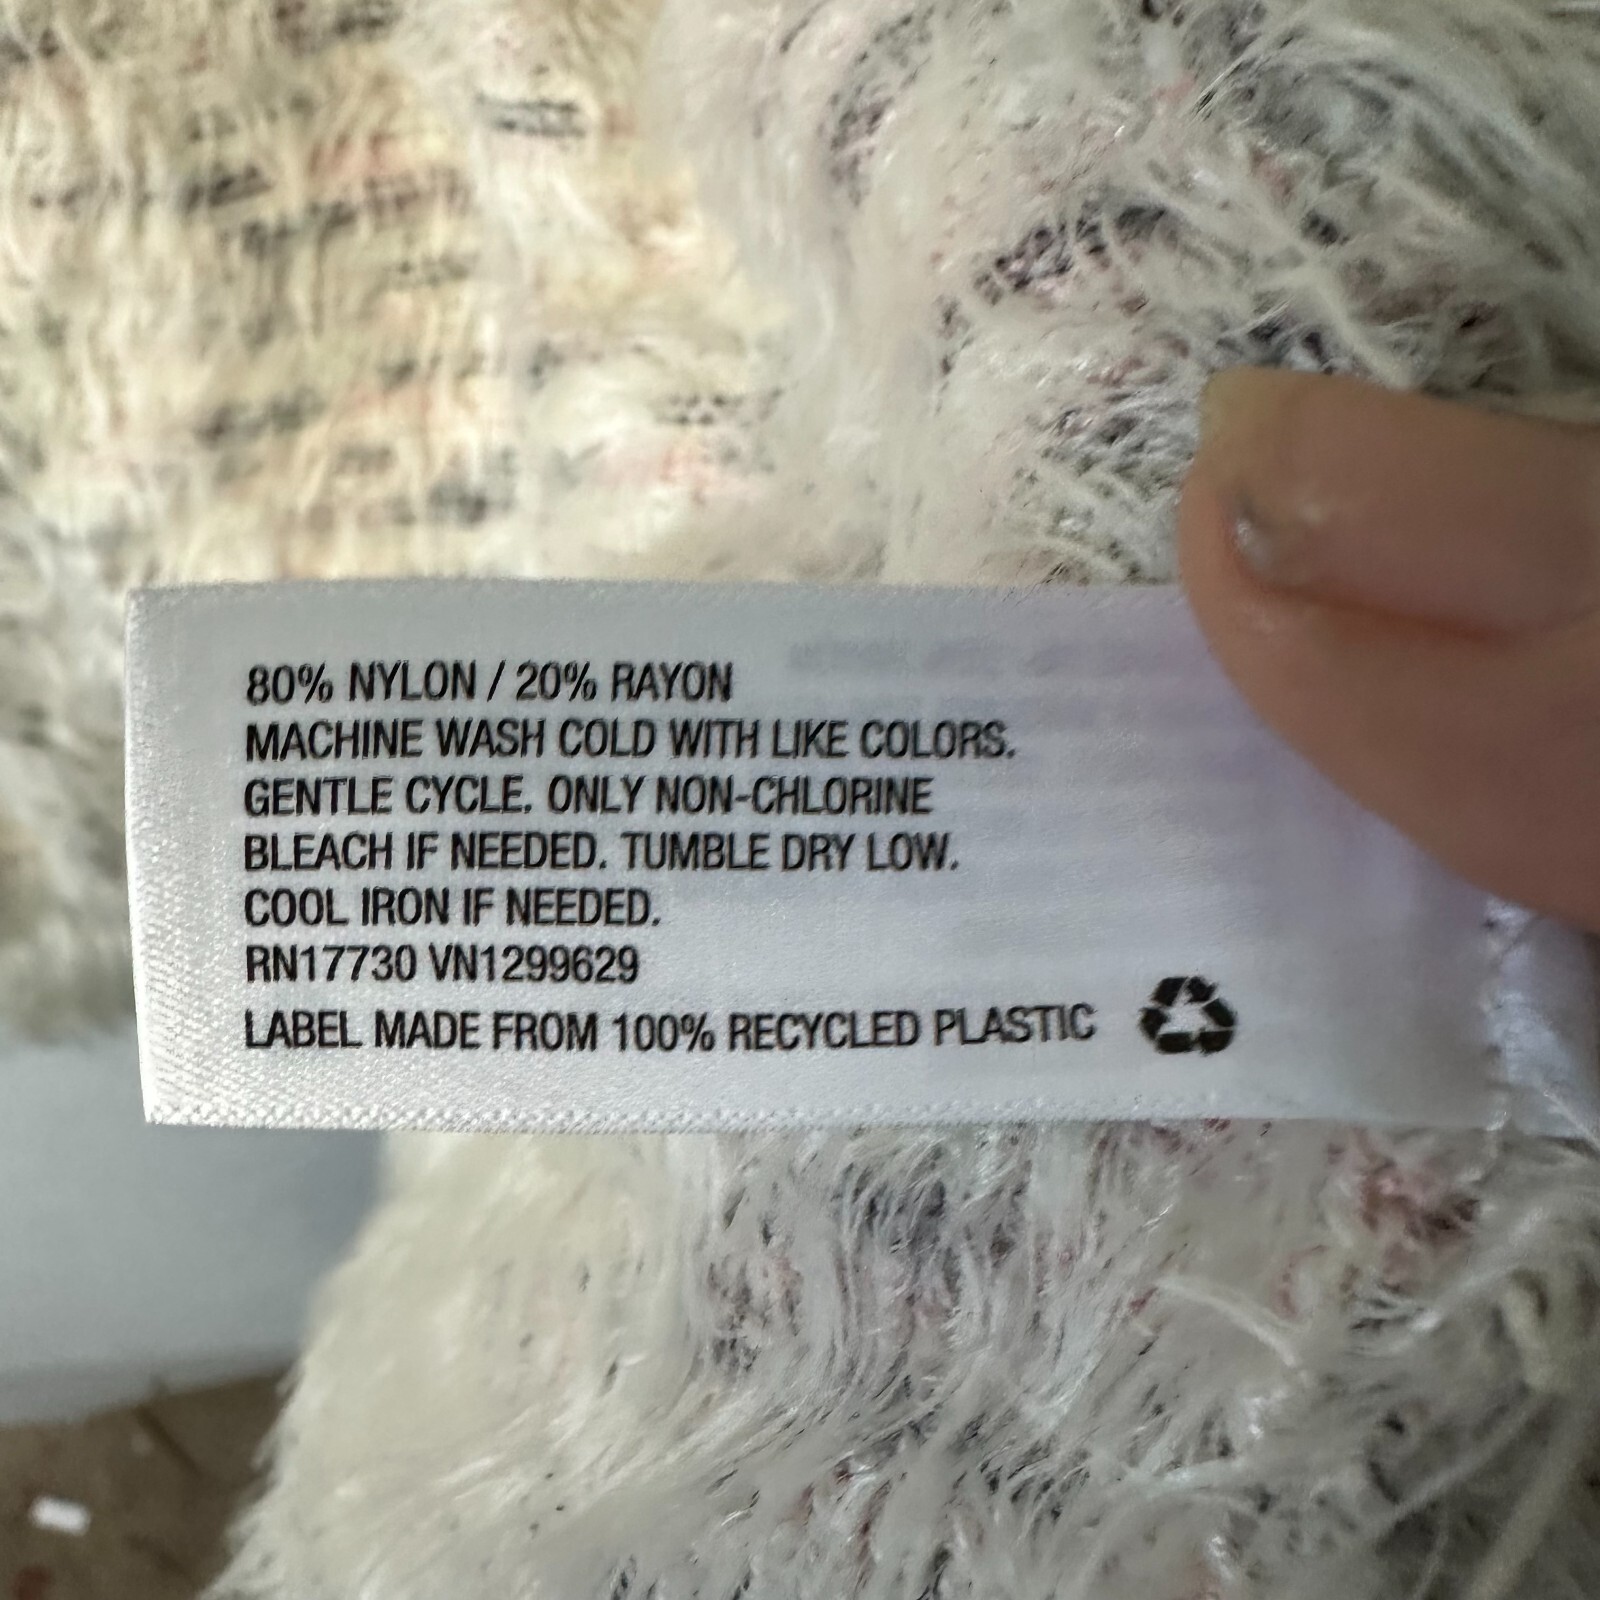 80% NYLON / 20% RAYON
MACHINE WASH COLD WITH LIKE COLORS.
GENTLE CYCLE. ONLY NON-CHLORINE
BLEACH IF NEEDED. TUMBLE DRY LOW.
COOL IRON IF NEEDED.
RN17730 VN1299629
LABEL MADE FROM 100% RECYCLED PLASTIC